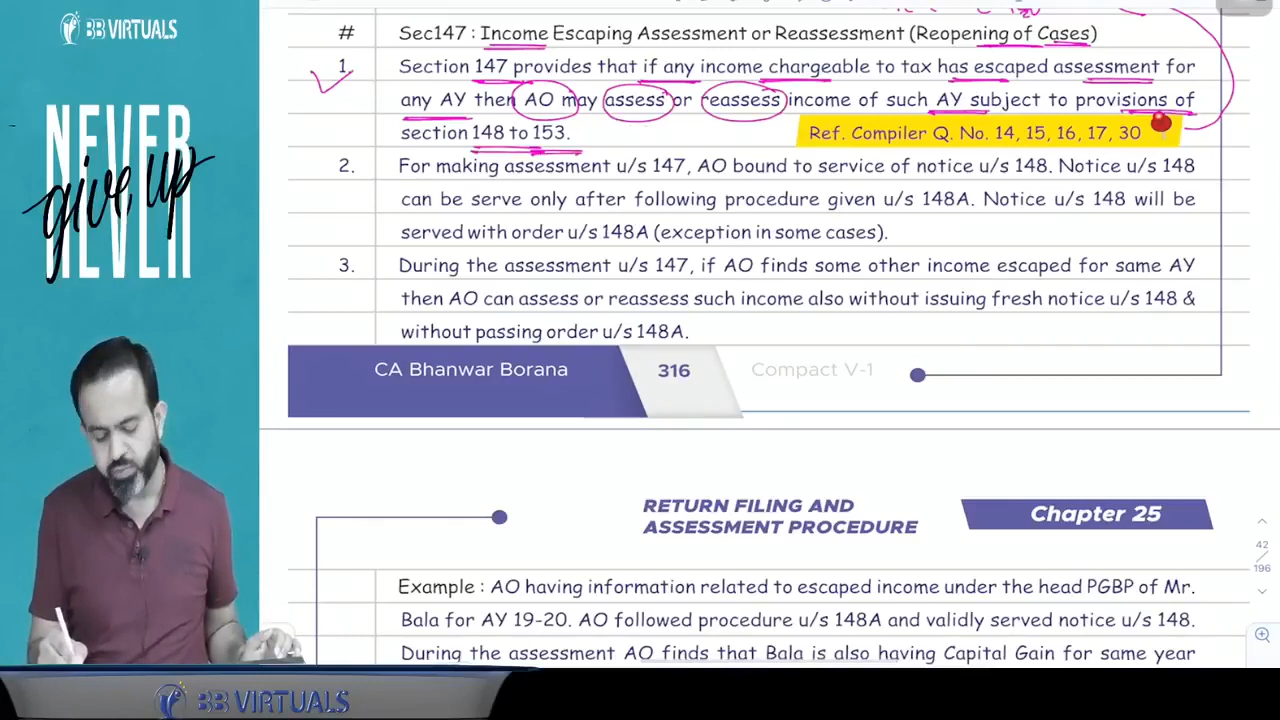 BB VIRTUALS
NEVER
give up
NEVER
# Sec147 : Income Escaping Assessment or Reassessment (Reopening of Cases)
1. Section 147 provides that if any income chargeable to tax has escaped assessment for
any AY then AO may assess or reassess income of such AY subject to provisions of
section 148 to 153.
Ref. Compiler Q. No. 14, 15, 16, 17, 30
2. For making assessment u/s 147, AO bound to service of notice u/s 148. Notice u/s 148
can be serve only after following procedure given u/s 148A. Notice u/s 148 will be
served with order u/s 148A (exception in some cases).
3. During the assessment u/s 147, if AO finds some other income escaped for same AY
then AO can assess or reassess such income also without issuing fresh notice u/s 148 &
without passing order u/s 148A.
CA Bhanwar Borana 316 Compact V-1
RETURN FILING AND
ASSESSMENT PROCEDURE
Chapter 25
42
/
196
Example : AO having information related to escaped income under the head PGBP of Mr.
Bala for AY 19-20. AO followed procedure u/s 148A and validly served notice u/s 148.
During the assessment AO finds that Bala is also having Capital Gain for same year
BB VIRTUALS